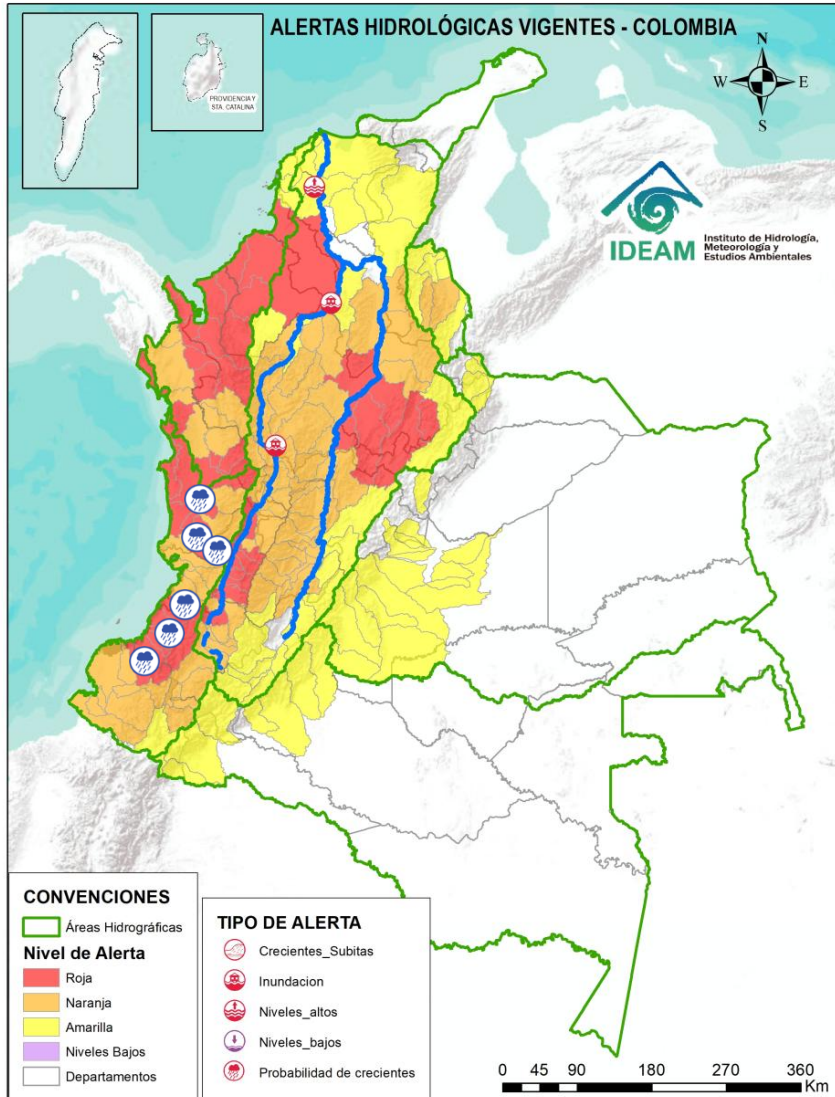 ALERTAS HIDROLÓGICAS VIGENTES - COLOMBIA
PROVIDENCIA Y
STA. CATALINA
N
W
E
S
IDEAM
Instituto de Hidrología,
Meteorología y
Estudios Ambientales
CONVENCIONES
Áreas Hidrográficas
Nivel de Alerta
Roja
Naranja
Amarilla
Niveles Bajos
Departamentos
TIPO DE ALERTA
Crecientes_Subitas
Inundacion
Niveles_altos
Niveles_bajos
Probabilidad de crecientes
0 45 90 180 270 360
Km